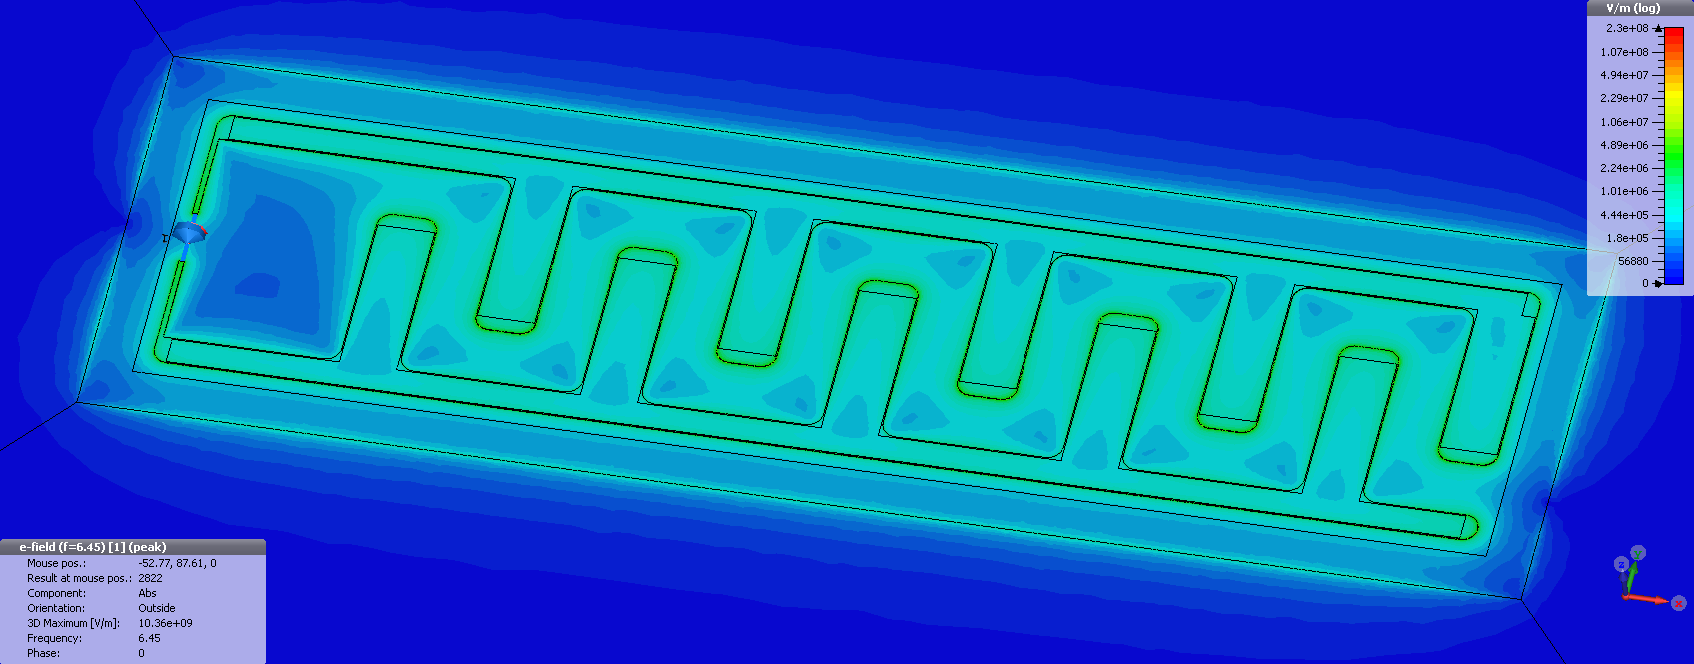 V/m (log)
2.3e+08
1.07e+08
4.94e+07
2.29e+07
1.06e+07
4.89e+06
2.24e+06
1.01e+06
4.44e+05
1.8e+05
56880
0
1
e-field (f=6.45) [1] (peak)
Mouse pos.: -52.77, 87.61, 0
Result at mouse pos.: 2822
Component: Abs
Orientation: Outside
3D Maximum [V/m]: 10.36e+09
Frequency: 6.45
Phase: 0
Y
z
x